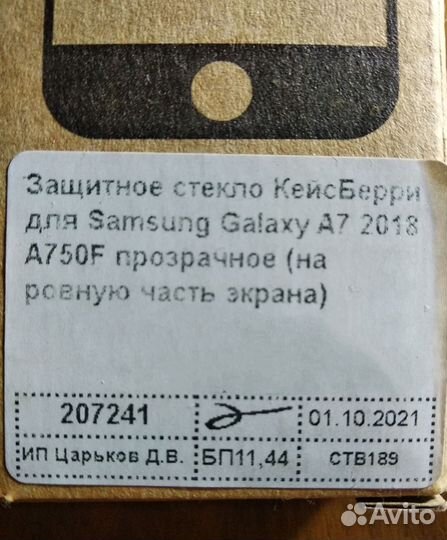 Защитное стекло КейсБерри
для Samsung Galaxy A7 2018
A750F прозрачное (на
ровную часть экрана)
207241 01.10.2021
ИП Царьков Д.В. БП11,44 СТВ189
Avito